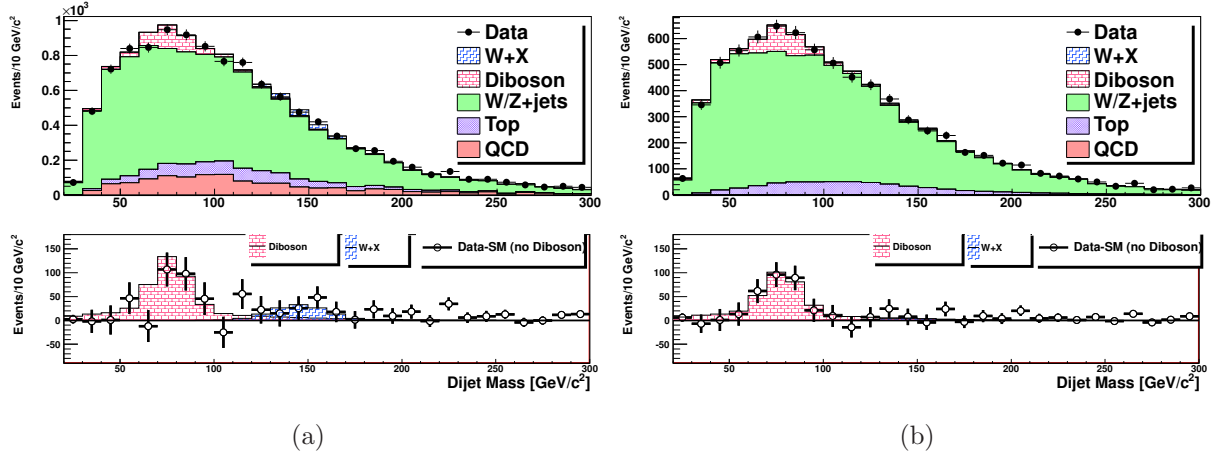 ×10³
Events/10 GeV/c²
1
0.8
0.6
0.4
0.2
0
50 100 150 200 250 300
Data
W+X
Diboson
W/Z+jets
Top
QCD
Events/10 GeV/c²
150
100
50
0
-50
Diboson
W+X
Data-SM (no Diboson)
50 100 150 200 250 300
Dijet Mass [GeV/c²]
(a)
Events/10 GeV/c²
600
500
400
300
200
100
0
50 100 150 200 250 300
Data
W+X
Diboson
W/Z+jets
Top
QCD
Events/10 GeV/c²
150
100
50
0
-50
Diboson
W+X
Data-SM (no Diboson)
50 100 150 200 250 300
Dijet Mass [GeV/c²]
(b)